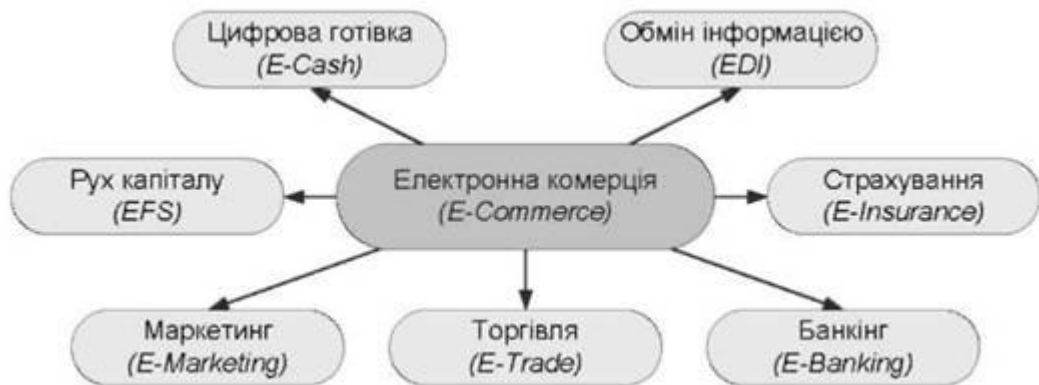 Цифрова готівка
(E-Cash)
Обмін інформацією
(EDI)
Рух капіталу
(EFS)
Електронна комерція
(E-Commerce)
Страхування
(E-Insurance)
Маркетинг
(E-Marketing)
Торгівля
(E-Trade)
Банкінг
(E-Banking)